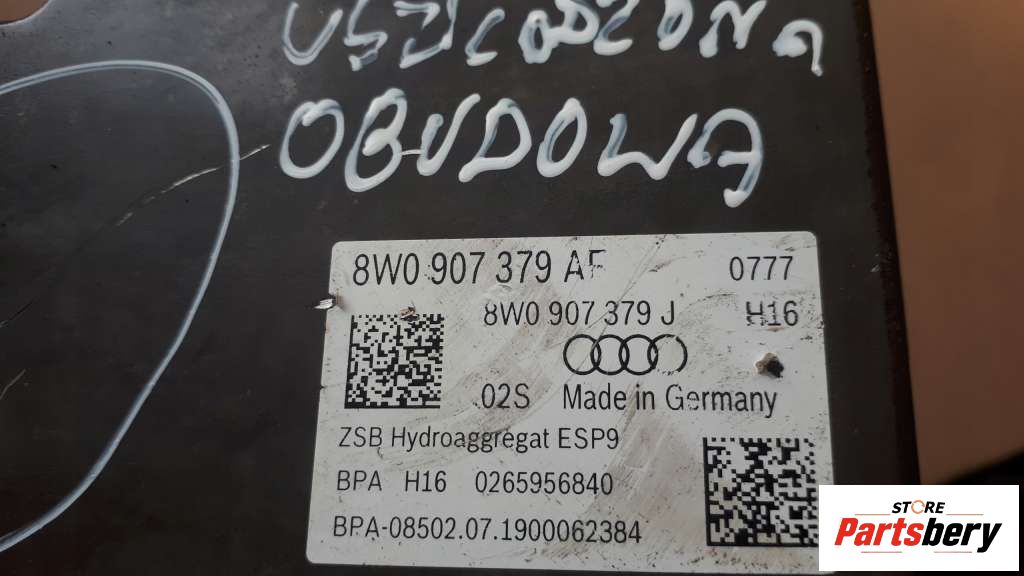 USZKODZONA
OBUDOWA
8W0 907 379 AF
0777
8W0 907 379 J
H16
.02S
Made in Germany
ZSB Hydroaggregat ESP9
BPA H16 0265956840
BPA-08502.07.1900062384
STORE
Partsbery